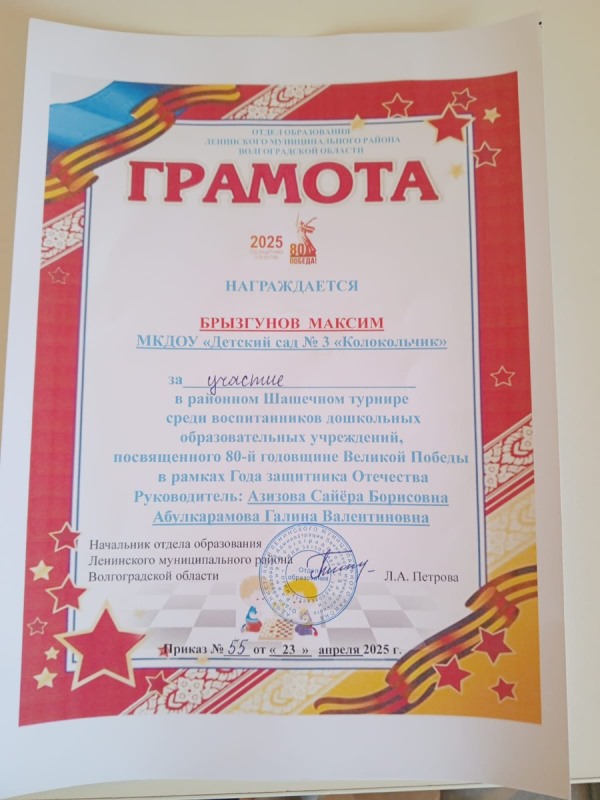 ОТДЕЛ ОБРАЗОВАНИЯ
ЛЕНИНСКОГО МУНИЦИПАЛЬНОГО РАЙОНА
ВОЛГОГРАДСКОЙ ОБЛАСТИ
ГРАМОТА
2025
80
ПОБЕДА!
НАГРАЖДАЕТСЯ
БРЫЗГУНОВ МАКСИМ
МКДОУ «Детский сад № 3 «Колокольчик»
за участие
в районном Шашечном турнире
среди воспитанников дошкольных
образовательных учреждений,
посвященного 80-й годовщине Великой Победы
в рамках Года защитника Отечества
Руководитель: Азизова Сайёра Борисовна
Абулкарамова Галина Валентиновна
Начальник отдела образования
Ленинского муниципального района
Волгоградской области
Л.А. Петрова
Отдел
образования
Приказ № 55 от « 23 » апреля 2025 г.